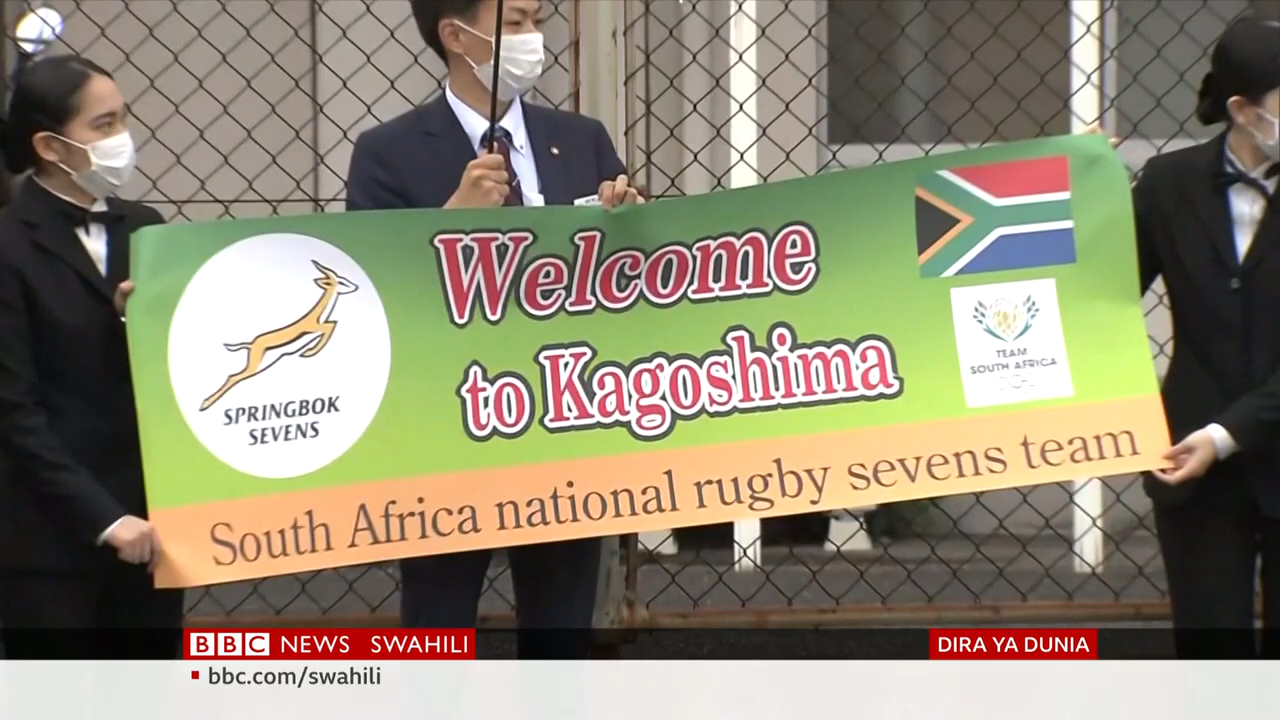 Welcome
to Kagoshima
SPRINGBOK
SEVENS
TEAM
SOUTH AFRICA
South Africa national rugby sevens team
BBC NEWS SWAHILI
DIRA YA DUNIA
bbc.com/swahili